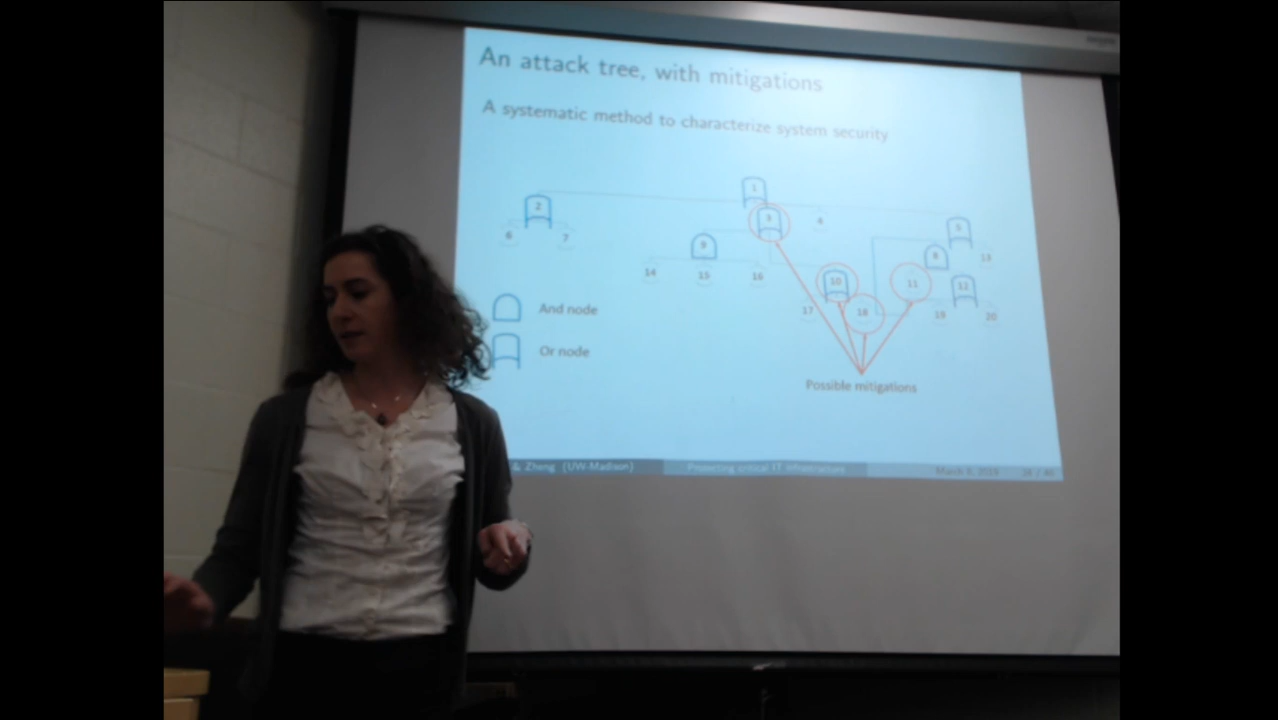 An attack tree, with mitigations
A systematic method to characterize system security
1
2
3
4
5
6
7
9
8
13
14
15
16
10
11
12
17
18
19
20
And node
Or node
Possible mitigations
& Zheng (UW-Madison)
Protecting critical IT infrastructure